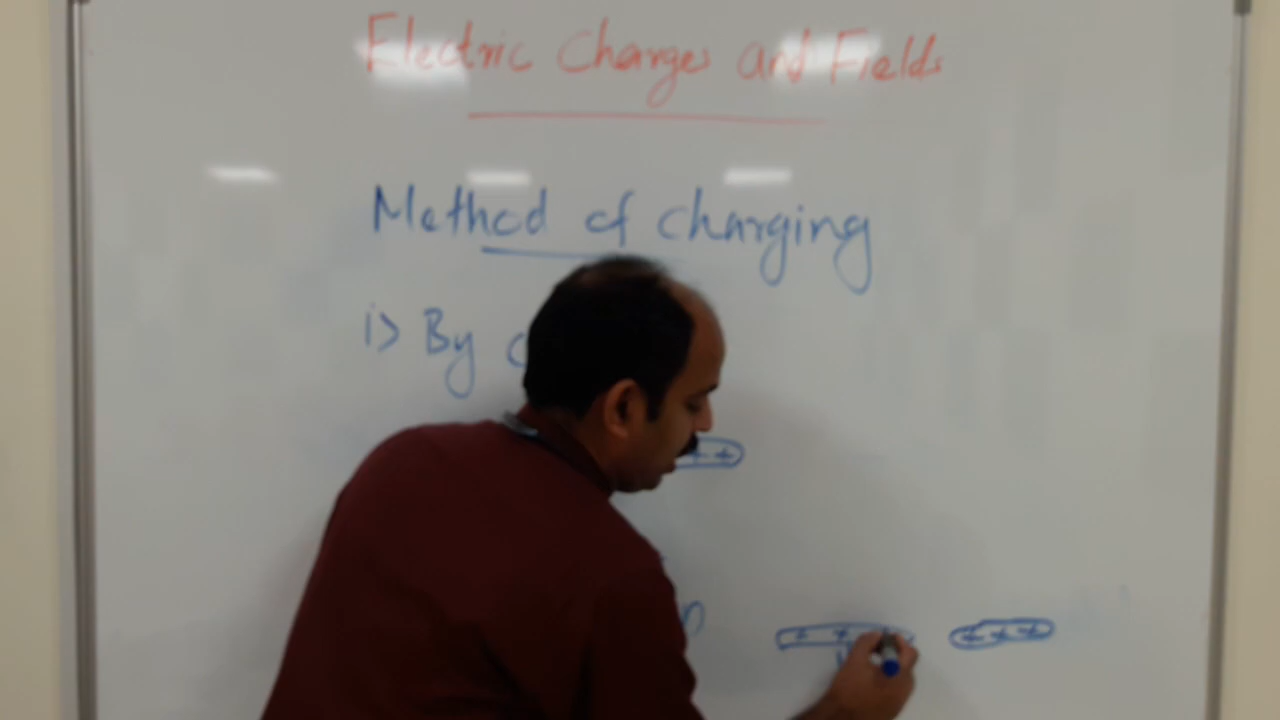 Electric Charges and Fields
Method of charging
i> By
+ +
+ + +